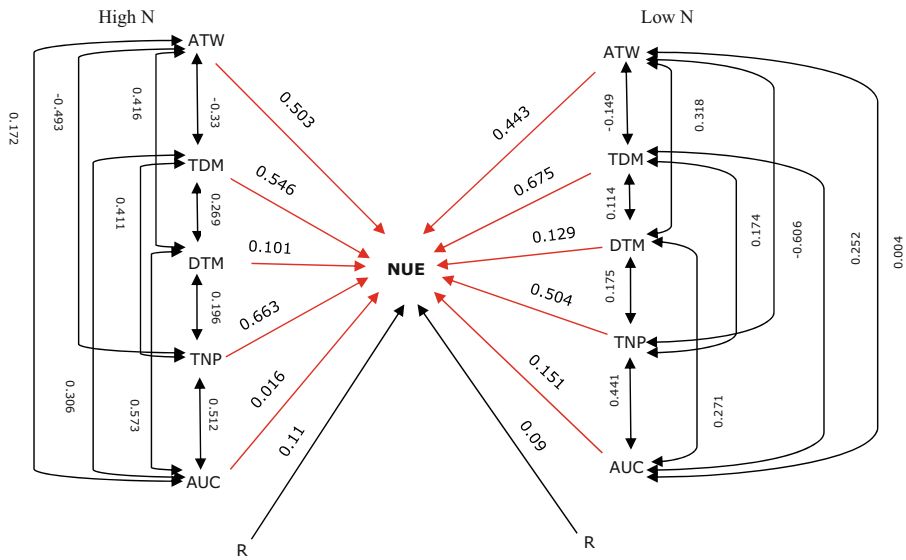 High N
Low N
ATW
TDM
DTM
TNP
AUC
R
0.172
-0.493
0.416
-0.33
0.411
0.269
0.196
0.306
0.573
0.512
0.503
0.546
0.101
0.663
0.016
0.11
NUE
0.443
0.675
0.129
0.504
0.151
0.09
ATW
TDM
DTM
TNP
AUC
R
-0.149
0.318
0.114
0.174
-0.606
0.252
0.004
0.175
0.441
0.271